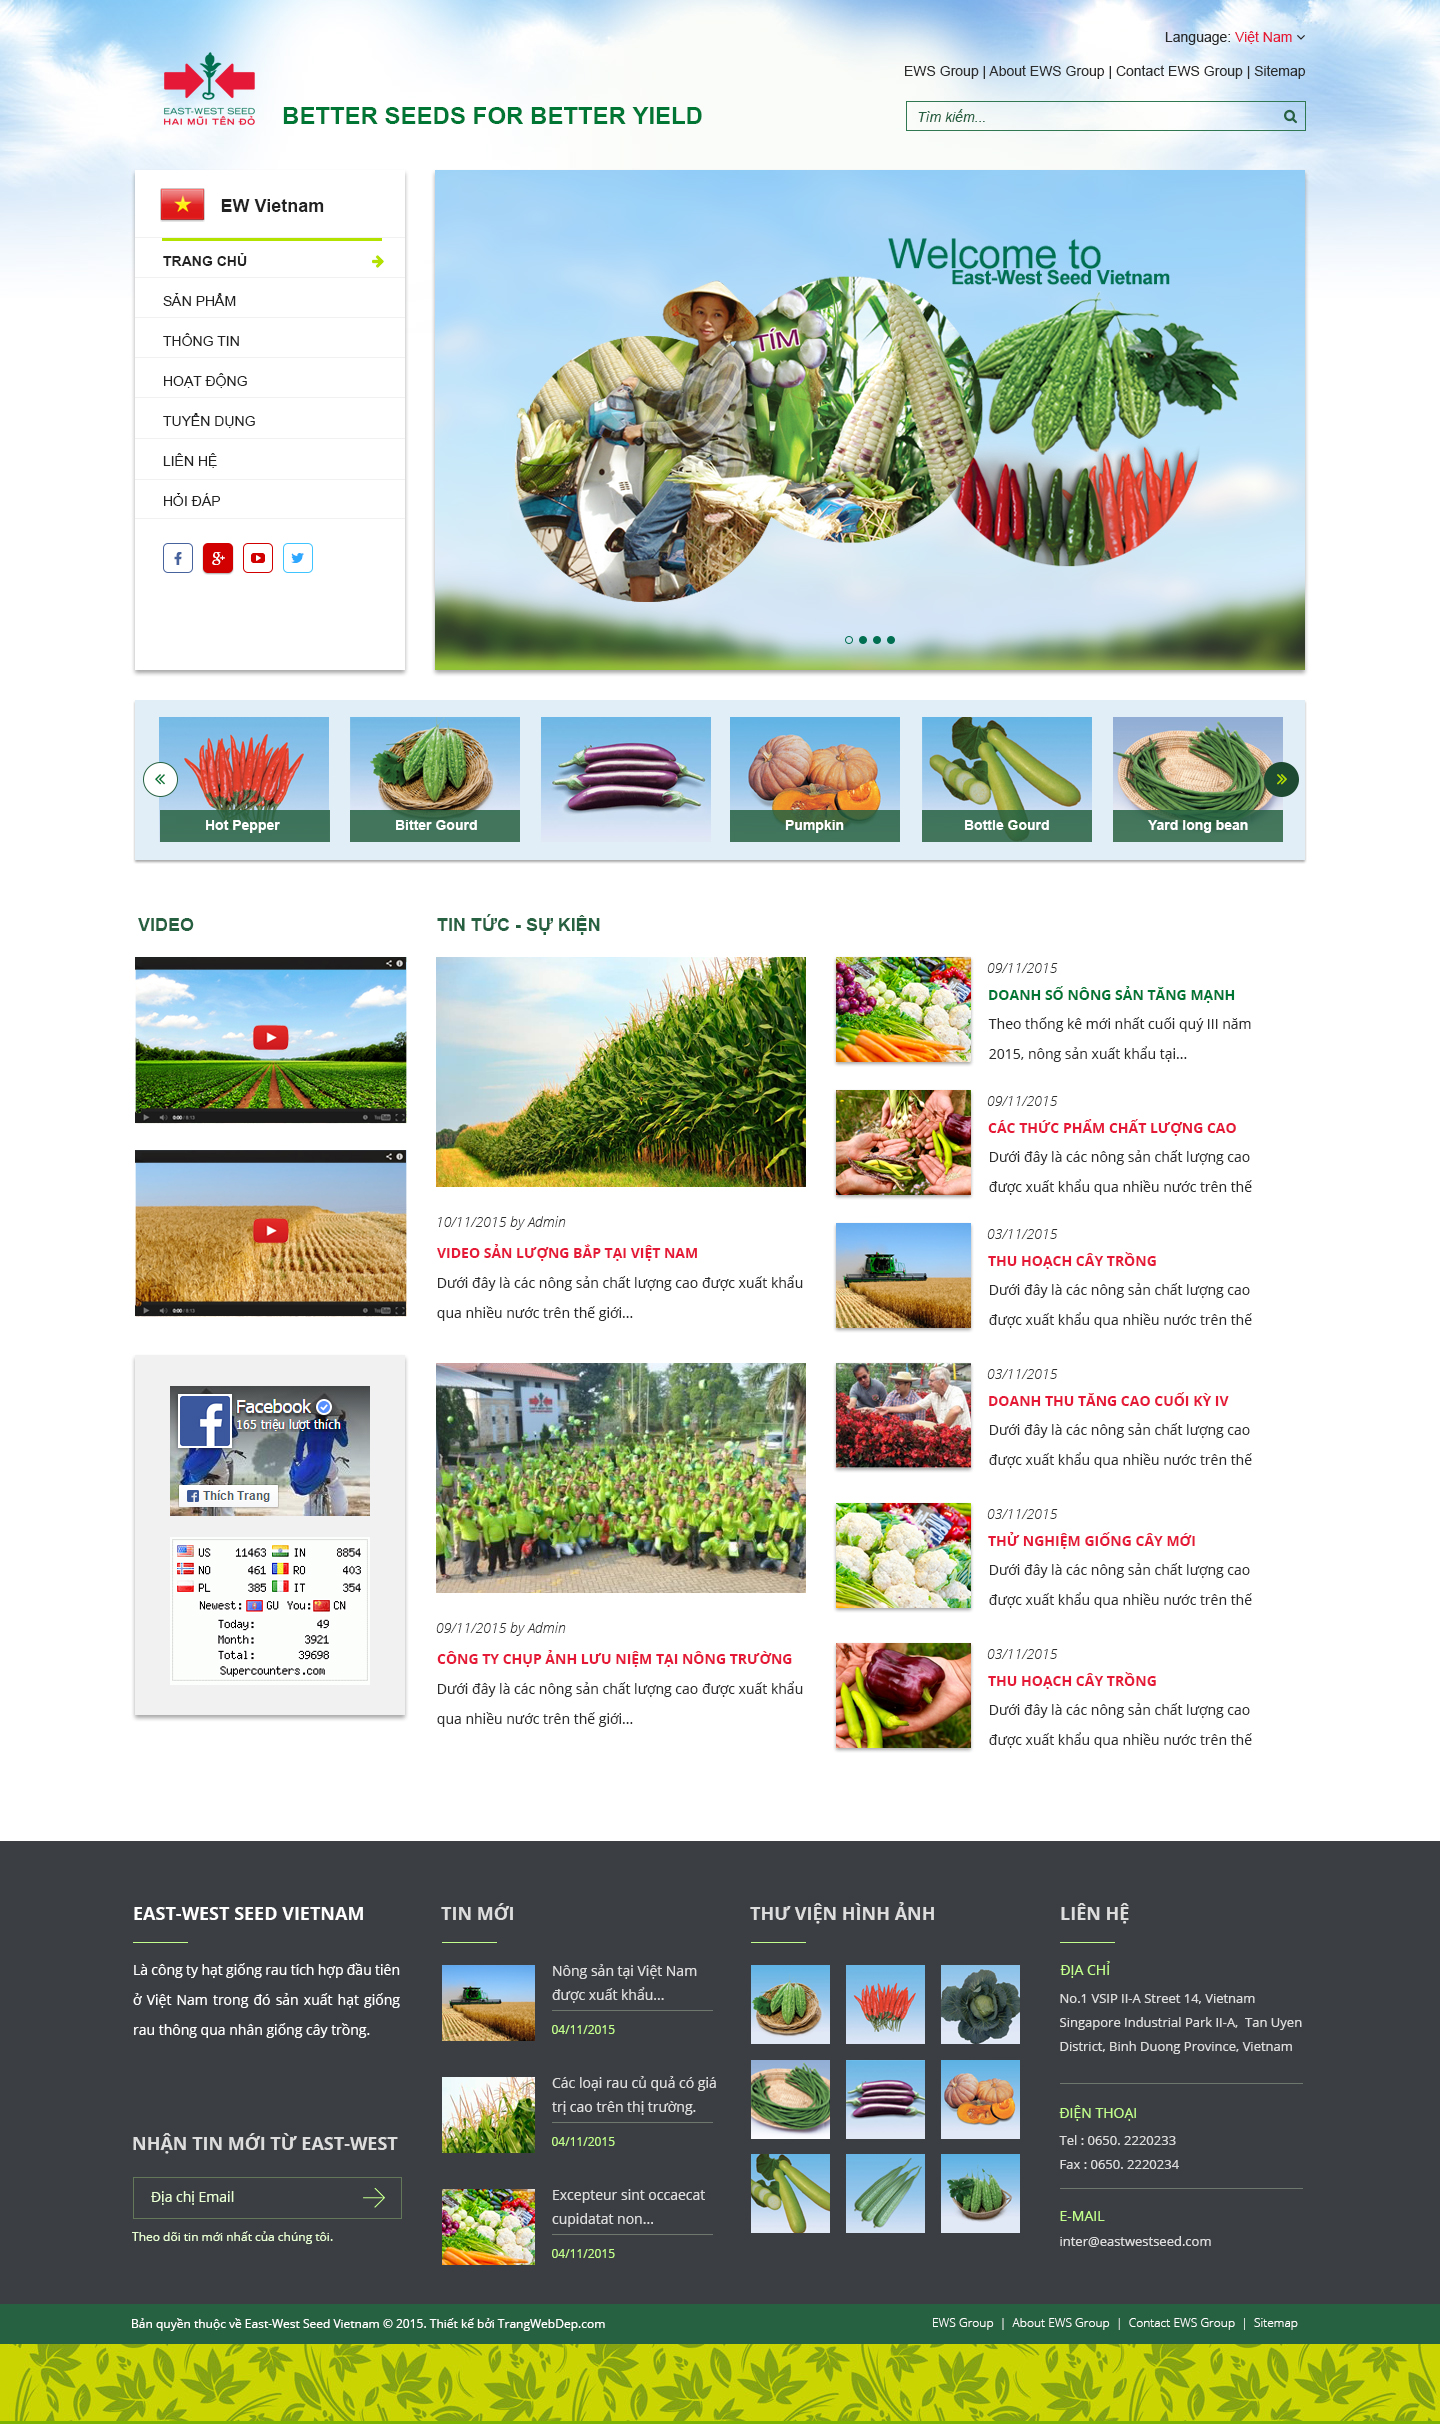 Language: Việt Nam
EWS Group | About EWS Group | Contact EWS Group | Sitemap
EAST-WEST SEED
HAI MŨI TÊN ĐỎ
BETTER SEEDS FOR BETTER YIELD
Tìm kiếm...
EW Vietnam
TRANG CHỦ
SẢN PHẨM
THÔNG TIN
HOẠT ĐỘNG
TUYỂN DỤNG
LIÊN HỆ
HỎI ĐÁP
Welcome to
East-West Seed Vietnam
TÍM
Hot Pepper
Bitter Gourd
Pumpkin
Bottle Gourd
Yard long bean
VIDEO
TIN TỨC - SỰ KIỆN
10/11/2015 by Admin
VIDEO SẢN LƯỢNG BẮP TẠI VIỆT NAM
Dưới đây là các nông sản chất lượng cao được xuất khẩu
qua nhiều nước trên thế giới...
09/11/2015 by Admin
CÔNG TY CHỤP ẢNH LƯU NIỆM TẠI NÔNG TRƯỜNG
Dưới đây là các nông sản chất lượng cao được xuất khẩu
qua nhiều nước trên thế giới...
09/11/2015
DOANH SỐ NÔNG SẢN TĂNG MẠNH
Theo thống kê mới nhất cuối quý III năm
2015, nông sản xuất khẩu tại...
09/11/2015
CÁC THỨC PHẨM CHẤT LƯỢNG CAO
Dưới đây là các nông sản chất lượng cao
được xuất khẩu qua nhiều nước trên thế
03/11/2015
THU HOẠCH CÂY TRỒNG
Dưới đây là các nông sản chất lượng cao
được xuất khẩu qua nhiều nước trên thế
03/11/2015
DOANH THU TĂNG CAO CUỐI KỲ IV
Dưới đây là các nông sản chất lượng cao
được xuất khẩu qua nhiều nước trên thế
03/11/2015
THỬ NGHIỆM GIỐNG CÂY MỚI
Dưới đây là các nông sản chất lượng cao
được xuất khẩu qua nhiều nước trên thế
03/11/2015
THU HOẠCH CÂY TRỒNG
Dưới đây là các nông sản chất lượng cao
được xuất khẩu qua nhiều nước trên thế
Facebook
165 triệu lượt thích
Thích Trang
US 11463 IN 8854
NO 461 RO 403
PL 385 IT 354
Newest: GU You: CN
Today: 49
Month: 3921
Total: 39698
Supercounters.com
EAST-WEST SEED VIETNAM
Là công ty hạt giống rau tích hợp đầu tiên
ở Việt Nam trong đó sản xuất hạt giống
rau thông qua nhân giống cây trồng.
NHẬN TIN MỚI TỪ EAST-WEST
Địa chị Email
Theo dõi tin mới nhất của chúng tôi.
TIN MỚI
Nông sản tại Việt Nam
được xuất khẩu...
04/11/2015
Các loại rau củ quả có giá
trị cao trên thị trường.
04/11/2015
Excepteur sint occaecat
cupidatat non...
04/11/2015
THƯ VIỆN HÌNH ẢNH
LIÊN HỆ
ĐỊA CHỈ
No.1 VSIP II-A Street 14, Vietnam
Singapore Industrial Park II-A, Tan Uyen
District, Binh Duong Province, Vietnam
ĐIỆN THOẠI
Tel : 0650. 2220233
Fax : 0650. 2220234
E-MAIL
inter@eastwestseed.com
Bản quyền thuộc về East-West Seed Vietnam © 2015. Thiết kế bởi TrangWebDep.com
EWS Group | About EWS Group | Contact EWS Group | Sitemap